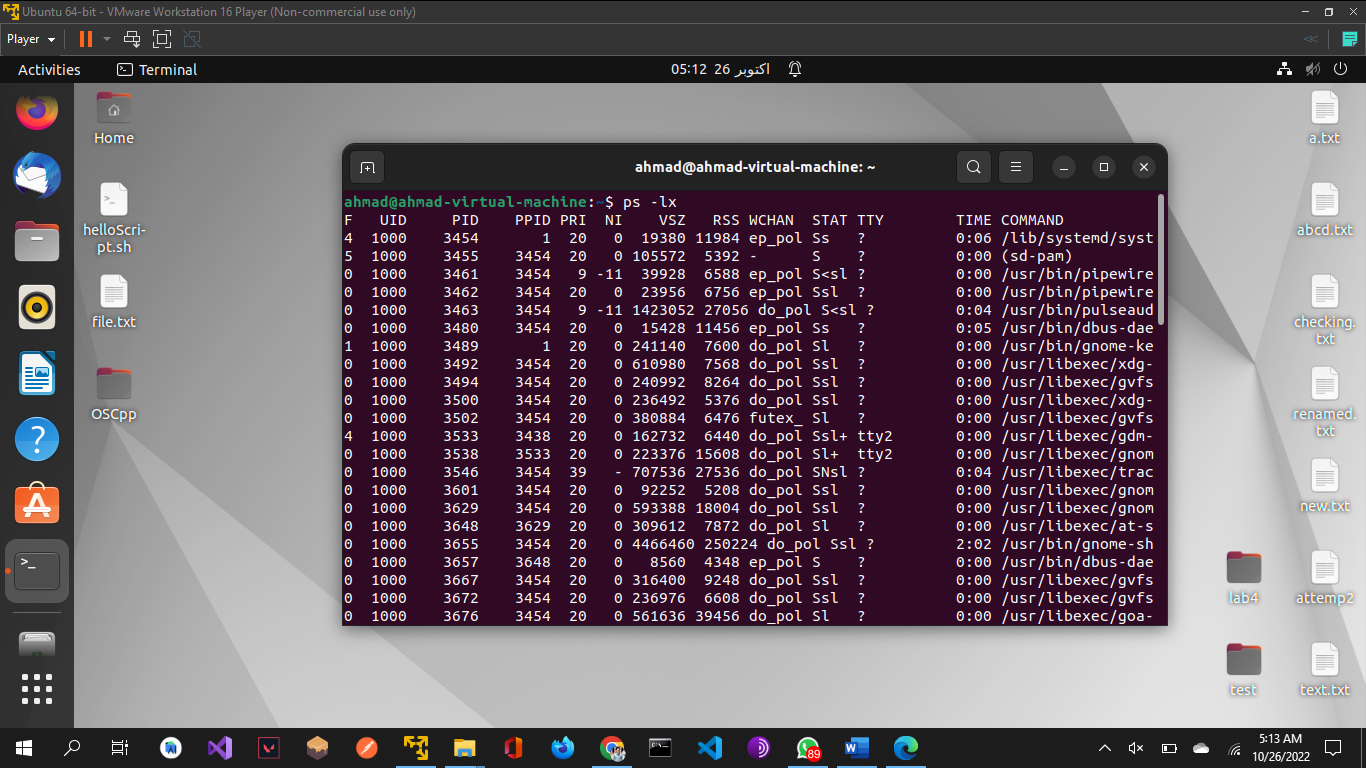 Ubuntu 64-bit - VMware Workstation 16 Player (Non-commercial use only)
Player
Activities
Terminal
05:12 26 اكتوبر
Home
helloScri-
pt.sh
file.txt
OSCpp
a.txt
abcd.txt
checking.
txt
renamed.
txt
new.txt
lab4
attemp2
test
text.txt
ahmad@ahmad-virtual-machine: ~
ahmad@ahmad-virtual-machine:~$ ps -lx
F UID PID PPID PRI NI VSZ RSS WCHAN STAT TTY TIME COMMAND
4 1000 3454 1 20 0 19380 11984 ep_pol Ss ? 0:06 /lib/systemd/syst
5 1000 3455 3454 20 0 105572 5392 - S ? 0:00 (sd-pam)
0 1000 3461 3454 9 -11 39928 6588 ep_pol S<sl ? 0:00 /usr/bin/pipewire
0 1000 3462 3454 20 0 23956 6756 ep_pol Ssl ? 0:00 /usr/bin/pipewire
0 1000 3463 3454 9 -11 1423052 27056 do_pol S<sl ? 0:04 /usr/bin/pulseaud
0 1000 3480 3454 20 0 15428 11456 ep_pol Ss ? 0:05 /usr/bin/dbus-dae
1 1000 3489 1 20 0 241140 7600 do_pol Sl ? 0:00 /usr/bin/gnome-ke
0 1000 3492 3454 20 0 610980 7568 do_pol Ssl ? 0:00 /usr/libexec/xdg-
0 1000 3494 3454 20 0 240992 8264 do_pol Ssl ? 0:00 /usr/libexec/gvfs
0 1000 3500 3454 20 0 236492 5376 do_pol Ssl ? 0:00 /usr/libexec/xdg-
0 1000 3502 3454 20 0 380884 6476 futex_ Sl ? 0:00 /usr/libexec/gvfs
4 1000 3533 3438 20 0 162732 6440 do_pol Ssl+ tty2 0:00 /usr/libexec/gdm-
0 1000 3538 3533 20 0 223376 15608 do_pol Sl+ tty2 0:00 /usr/libexec/gnom
0 1000 3546 3454 39 - 707536 27536 do_pol SNsl ? 0:04 /usr/libexec/trac
0 1000 3601 3454 20 0 92252 5208 do_pol Ssl ? 0:00 /usr/libexec/gnom
0 1000 3629 3454 20 0 593388 18004 do_pol Ssl ? 0:00 /usr/libexec/gnom
0 1000 3648 3629 20 0 309612 7872 do_pol Sl ? 0:00 /usr/libexec/at-s
0 1000 3655 3454 20 0 4466460 250224 do_pol Ssl ? 2:02 /usr/bin/gnome-sh
0 1000 3657 3648 20 0 8560 4348 ep_pol S ? 0:00 /usr/bin/dbus-dae
0 1000 3667 3454 20 0 316400 9248 do_pol Ssl ? 0:00 /usr/libexec/gvfs
0 1000 3672 3454 20 0 236976 6608 do_pol Ssl ? 0:00 /usr/libexec/gvfs
0 1000 3676 3454 20 0 561636 39456 do_pol Sl ? 0:00 /usr/libexec/goa-
89
5:13 AM
10/26/2022